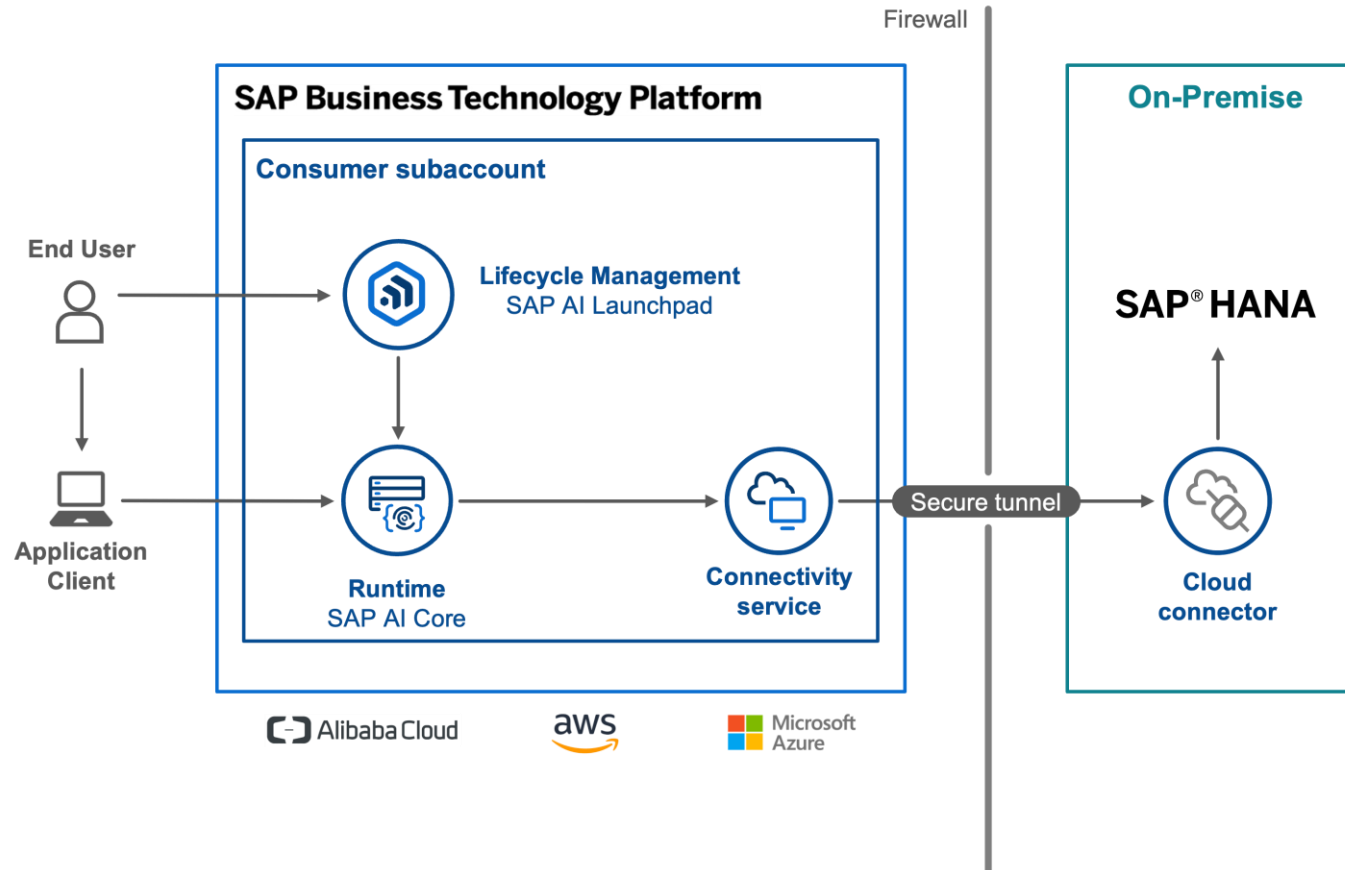 Firewall
SAP Business Technology Platform
On-Premise
Consumer subaccount
End User
Lifecycle Management
SAP AI Launchpad
SAP® HANA
Secure tunnel
Application
Client
Runtime
SAP AI Core
Connectivity
service
Cloud
connector
Alibaba Cloud
aws
Microsoft
Azure